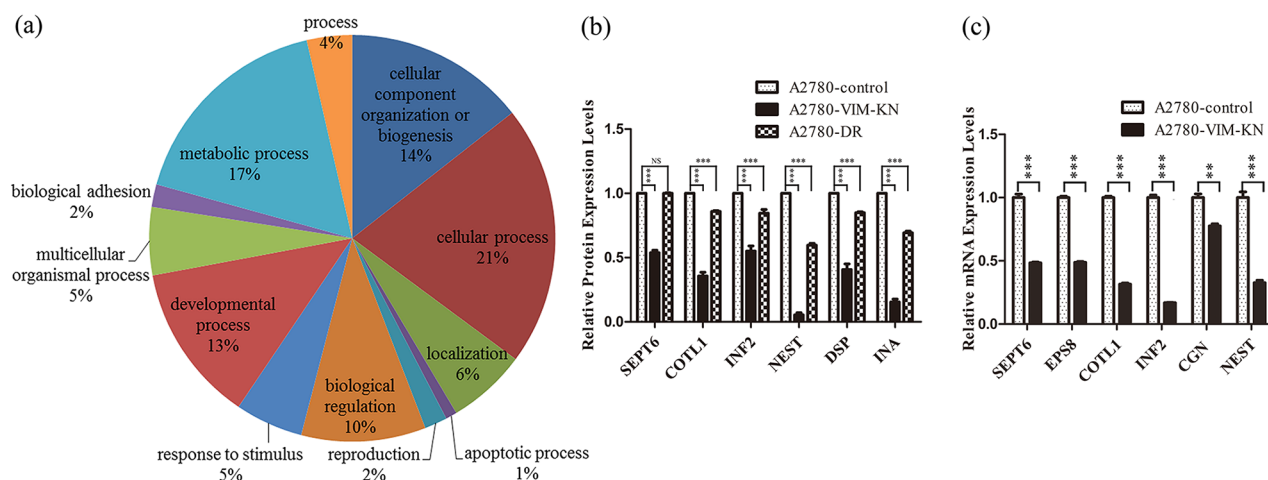 (a)
process
4%
cellular
component
organization or
biogenesis
14%
metabolic process
17%
biological adhesion
2%
cellular process
21%
multicellular
organismal process
5%
developmental
process
13%
localization
6%
biological
regulation
10%
response to stimulus
5%
reproduction
2%
apoptotic process
1%
(b)
A2780-control
A2780-VIM-KN
A2780-DR
Relative Protein Expression Levels
1.5
1.0
0.5
0.0
NS
***
***
***
***
***
***
***
***
***
***
***
SEPT6
COTL1
INF2
NEST
DSP
INA
(c)
A2780-control
A2780-VIM-KN
Relative mRNA Expression Levels
1.5
1.0
0.5
0.0
***
***
***
***
**
***
SEPT6
EPS8
COTL1
INF2
CGN
NEST